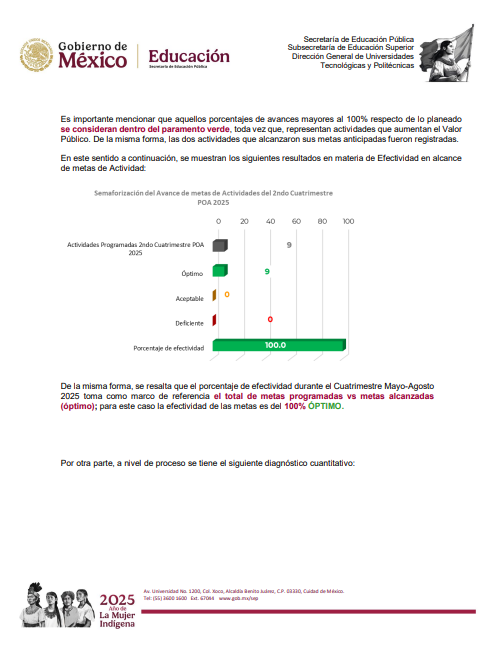 Gobierno de
México
Educación
Secretaría de Educación Pública
Secretaría de Educación Pública
Subsecretaría de Educación Superior
Dirección General de Universidades
Tecnológicas y Politécnicas
Es importante mencionar que aquellos porcentajes de avances mayores al 100% respecto de lo planeado
se consideran dentro del paramento verde, toda vez que, representan actividades que aumentan el Valor
Público. De la misma forma, las dos actividades que alcanzaron sus metas anticipadas fueron registradas.
En este sentido a continuación, se muestran los siguientes resultados en materia de Efectividad en alcance
de metas de Actividad:
Semaforización del Avance de metas de Actividades del 2ndo Cuatrimestre
POA 2025
0 20 40 60 80 100
Actividades Programadas 2ndo Cuatrimestre POA
2025
9
Óptimo
9
Aceptable
0
Deficiente
0
Porcentaje de efectividad
100.0
De la misma forma, se resalta que el porcentaje de efectividad durante el Cuatrimestre Mayo-Agosto
2025 toma como marco de referencia el total de metas programadas vs metas alcanzadas
(óptimo); para este caso la efectividad de las metas es del 100% ÓPTIMO.
Por otra parte, a nivel de proceso se tiene el siguiente diagnóstico cuantitativo:
2025
Año de
La Mujer
Indígena
Av. Universidad No. 1200, Col. Xoco, Alcaldía Benito Juárez, C.P. 03330, Cuidad de México.
Tel: (55) 3600 1600 Ext. 67044 www.gob.mx/sep